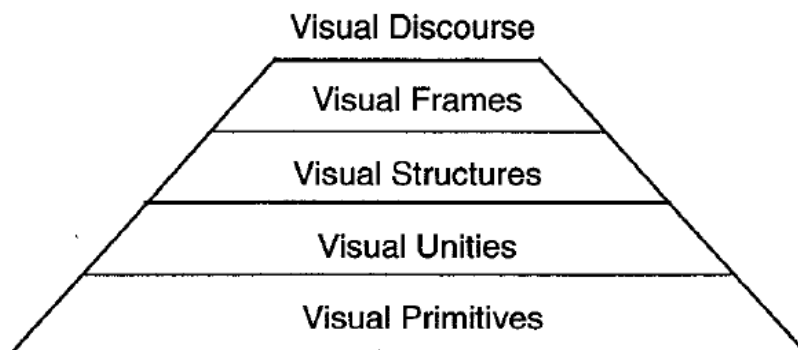 Visual Discourse
Visual Frames
Visual Structures
Visual Unities
Visual Primitives